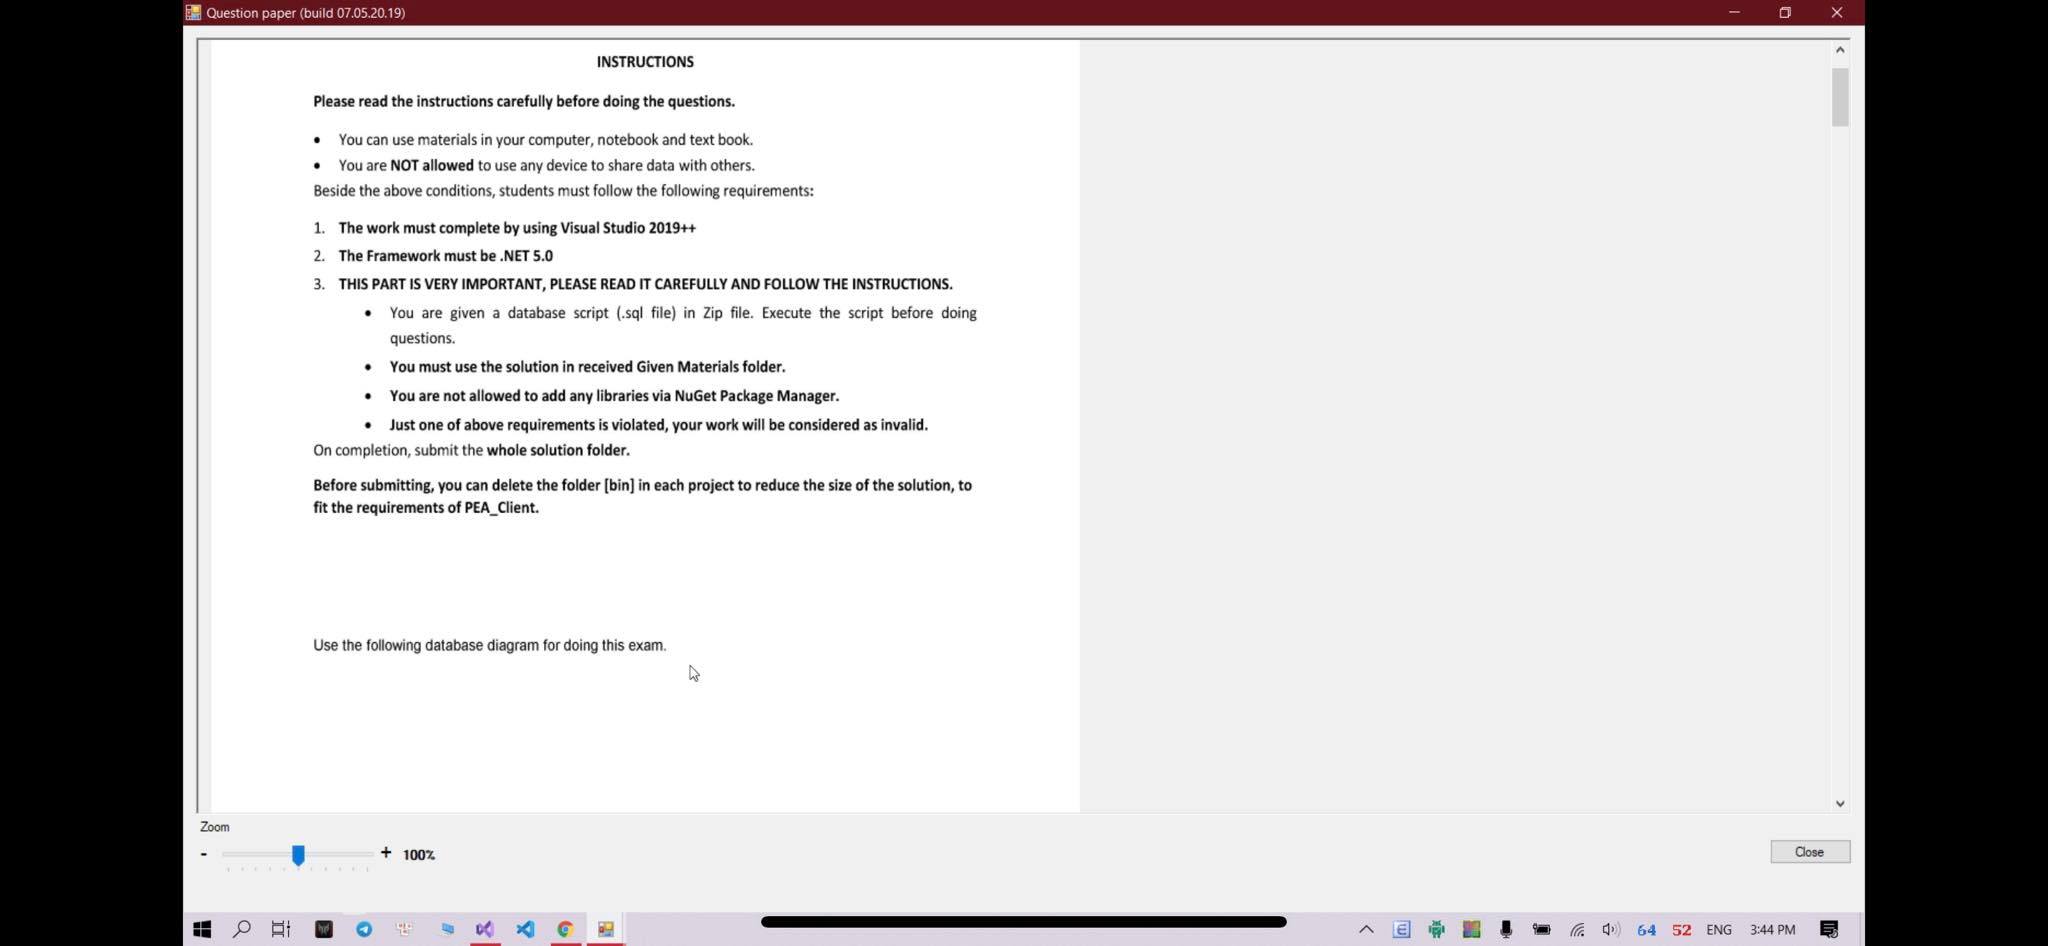 Question paper (build 07.05.20.19)
INSTRUCTIONS
Please read the instructions carefully before doing the questions.
• You can use materials in your computer, notebook and text book.
• You are NOT allowed to use any device to share data with others.
Beside the above conditions, students must follow the following requirements:
1. The work must complete by using Visual Studio 2019++
2. The Framework must be .NET 5.0
3. THIS PART IS VERY IMPORTANT, PLEASE READ IT CAREFULLY AND FOLLOW THE INSTRUCTIONS.
• You are given a database script (.sql file) in Zip file. Execute the script before doing
questions.
• You must use the solution in received Given Materials folder.
• You are not allowed to add any libraries via NuGet Package Manager.
• Just one of above requirements is violated, your work will be considered as invalid.
On completion, submit the whole solution folder.
Before submitting, you can delete the folder [bin] in each project to reduce the size of the solution, to
fit the requirements of PEA_Client.
Use the following database diagram for doing this exam.
Zoom
- + 100%
Close
64 52 ENG 3:44 PM